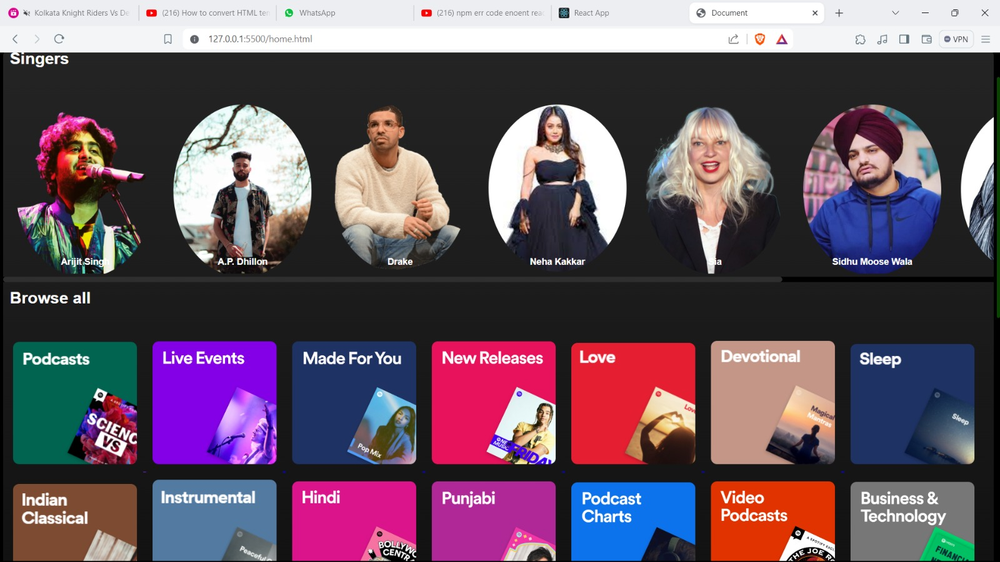 Kolkata Knight Riders Vs De
(216) How to convert HTML ten
WhatsApp
(216) npm err code enoent rea
React App
Document
127.0.0.1:5500/home.html
VPN
Singers
Arijit Singh
A.P. Dhillon
Drake
Neha Kakkar
Sia
Sidhu Moose Wala
Browse all
Podcasts
SCIENC
VS
Live Events
Made For You
Pop Mix
New Releases
ONE
MUSIC
FRIDAY
Love
Lov
Devotional
Magical
Mantras
Sleep
Sleep
Indian
Classical
Instrumental
Peaceful
Hindi
BOLLYW
CENTR
Punjabi
Podcast
Charts
Video
Podcasts
THE JOE R
Business &
Technology
FINANCI